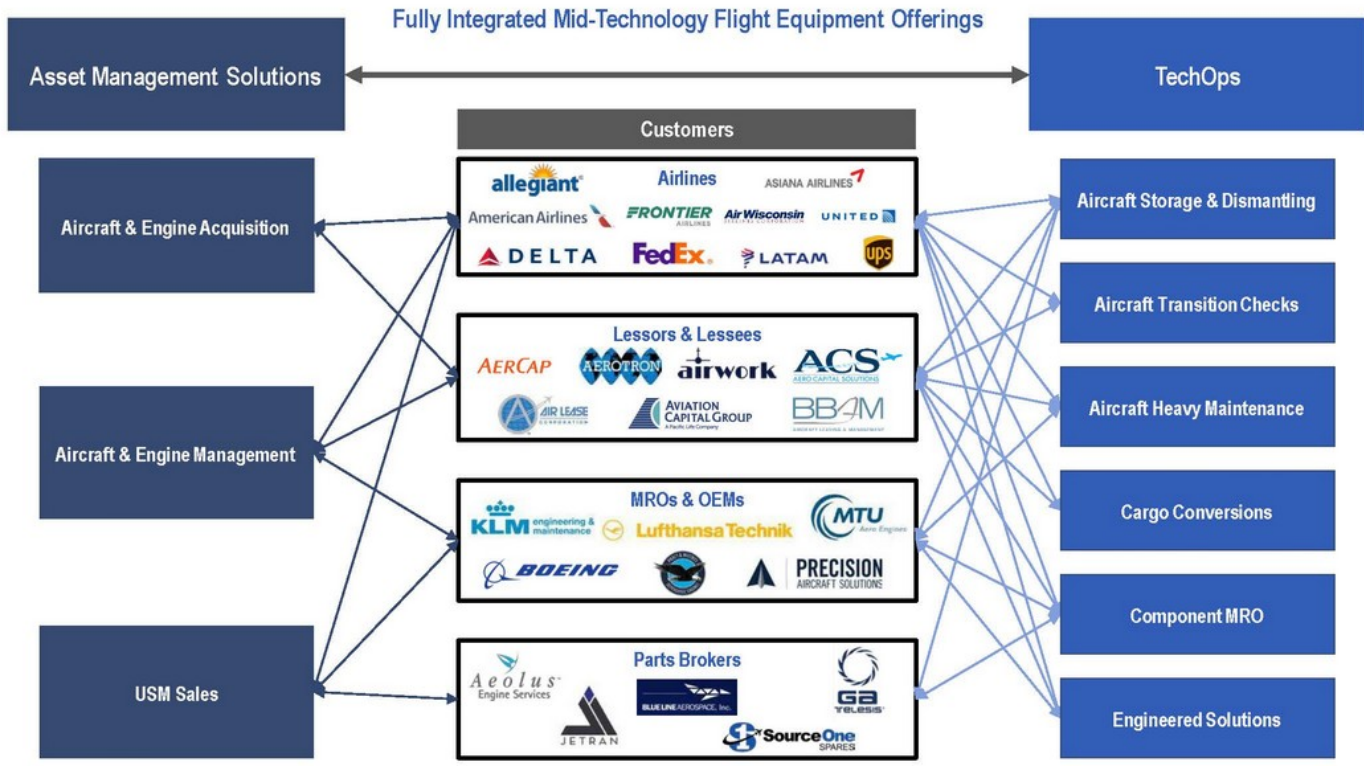 Fully Integrated Mid-Technology Flight Equipment Offerings
Asset Management Solutions
TechOps
Customers
Aircraft & Engine Acquisition
Aircraft & Engine Management
USM Sales
Airlines
allegiant
ASIANA AIRLINES
American Airlines
FRONTIER
AIRLINES
Air Wisconsin
UNITED
DELTA
FedEx
LATAM
ups
Lessors & Lessees
AERCAP
AEROTRON
airwork
ACS
AERO CAPITAL SOLUTIONS
AIR LEASE
CORPORATION
AVIATION
CAPITAL GROUP
A Pacific Life Company
BBAM
AIRCRAFT LEASING & MANAGEMENT
MROs & OEMs
KLM engineering &
maintenance
Lufthansa Technik
MTU
Aero Engines
BOEING
PRECISION
AIRCRAFT SOLUTIONS
Parts Brokers
Aeolus
Engine Services
JETRAN
BLUE LINE AEROSPACE, Inc.
GA
TELESIS
SourceOne
SPARES
Aircraft Storage & Dismantling
Aircraft Transition Checks
Aircraft Heavy Maintenance
Cargo Conversions
Component MRO
Engineered Solutions